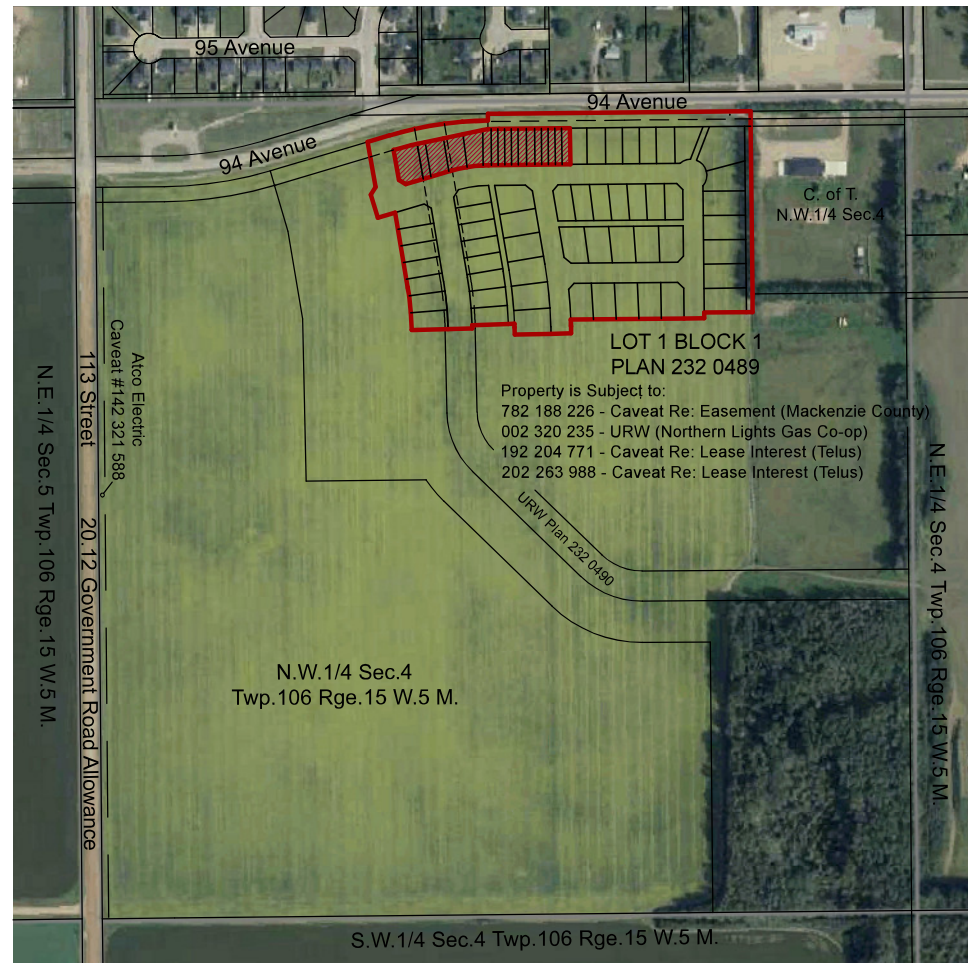 95 Avenue
94 Avenue
94 Avenue
C. of T.
N.W.1/4 Sec.4
LOT 1 BLOCK 1
PLAN 232 0489
Property is Subject to:
782 188 226 - Caveat Re: Easement (Mackenzie County)
002 320 235 - URW (Northern Lights Gas Co-op)
192 204 771 - Caveat Re: Lease Interest (Telus)
202 263 988 - Caveat Re: Lease Interest (Telus)
Atco Electric
Caveat #142 321 588
113 Street
20.12 Government Road Allowance
N.E.1/4 Sec.5 Twp.106 Rge.15 W.5 M.
URW Plan 232 0490
N.E.1/4 Sec.4 Twp.106 Rge.15 W.5 M.
N.W.1/4 Sec.4
Twp.106 Rge.15 W.5 M.
S.W.1/4 Sec.4 Twp.106 Rge.15 W.5 M.